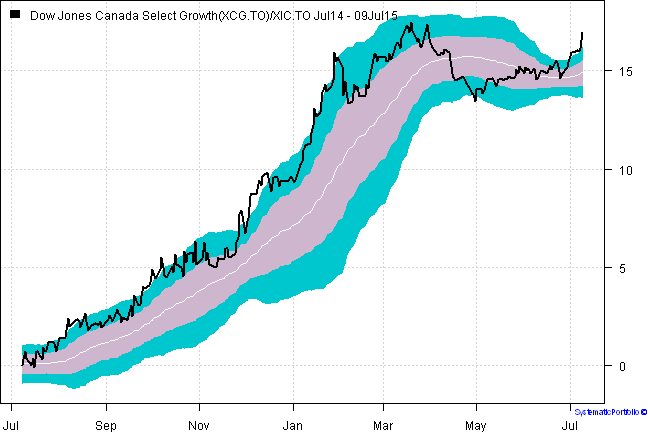 Dow Jones Canada Select Growth(XCG.TO)/XIC.TO Jul14 - 09Jul15
15
10
5
0
Jul Sep Nov Jan Mar May Jul
SystematicPortfolio ©